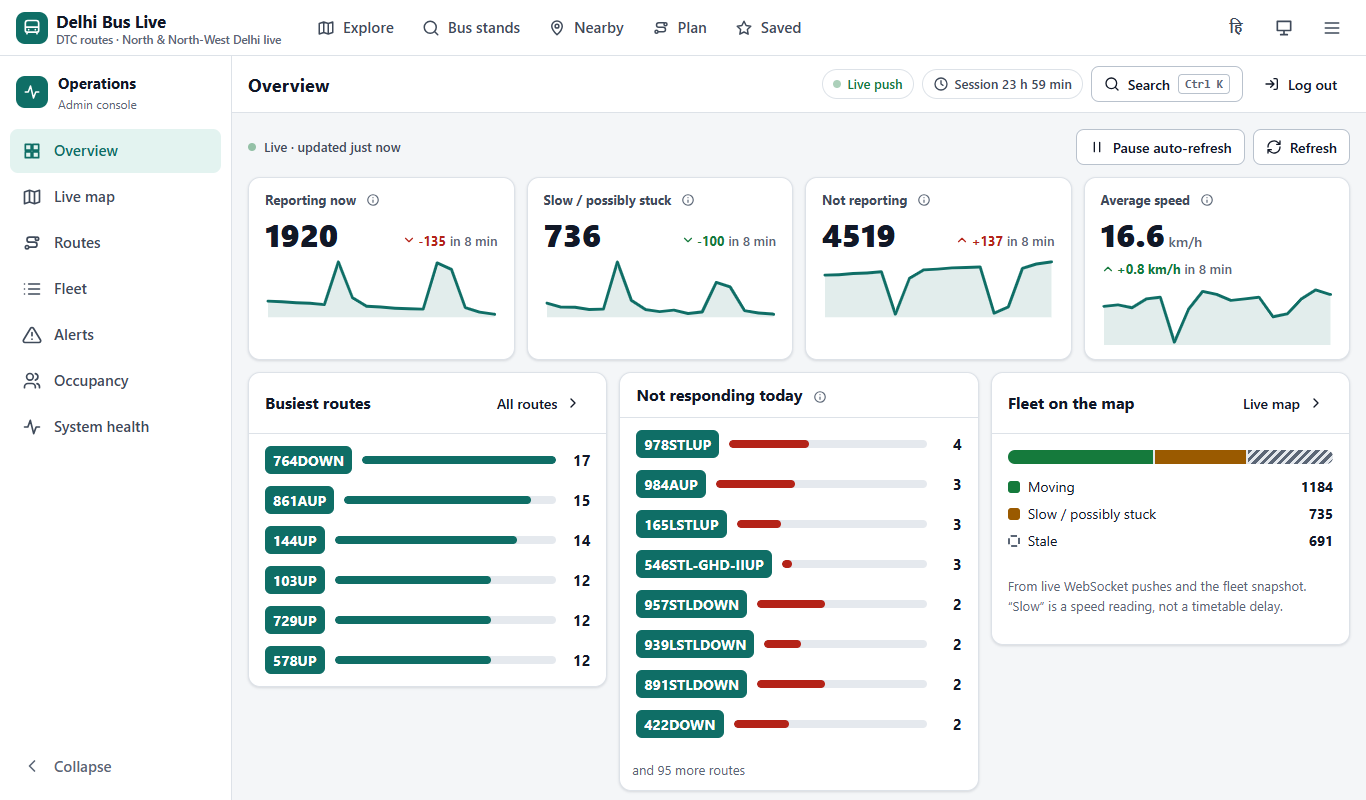 Delhi Bus Live
DTC routes · North & North-West Delhi live
Explore
Bus stands
Nearby
Plan
Saved
हि
Operations
Admin console
Overview
Live map
Routes
Fleet
Alerts
Occupancy
System health
Collapse
Overview
Live push
Session 23 h 59 min
Search Ctrl K
Log out
Live · updated just now
Pause auto-refresh
Refresh
Reporting now
1920
-135 in 8 min
Slow / possibly stuck
736
-100 in 8 min
Not reporting
4519
+137 in 8 min
Average speed
16.6 km/h
+0.8 km/h in 8 min
Busiest routes
All routes
764DOWN 17
861AUP 15
144UP 14
103UP 12
729UP 12
578UP 12
Not responding today
978STLUP 4
984AUP 3
165LSTLUP 3
546STL-GHD-IIUP 3
957STLDOWN 2
939LSTLDOWN 2
891STLDOWN 2
422DOWN 2
and 95 more routes
Fleet on the map
Live map
Moving 1184
Slow / possibly stuck 735
Stale 691
From live WebSocket pushes and the fleet snapshot.
“Slow” is a speed reading, not a timetable delay.